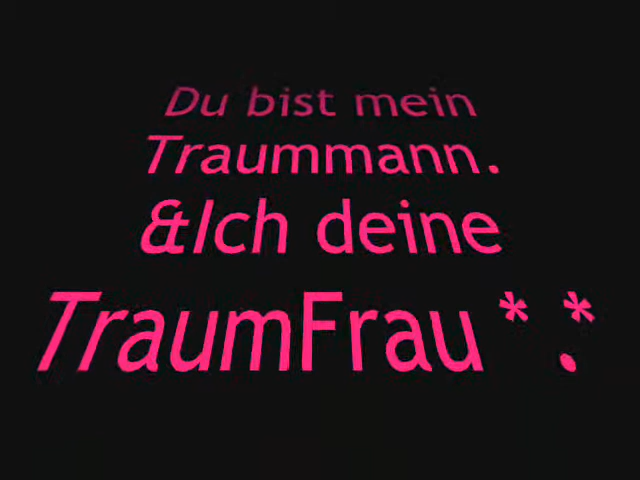 Du bist mein
Traummann.
&Ich deine
TraumFrau *.*